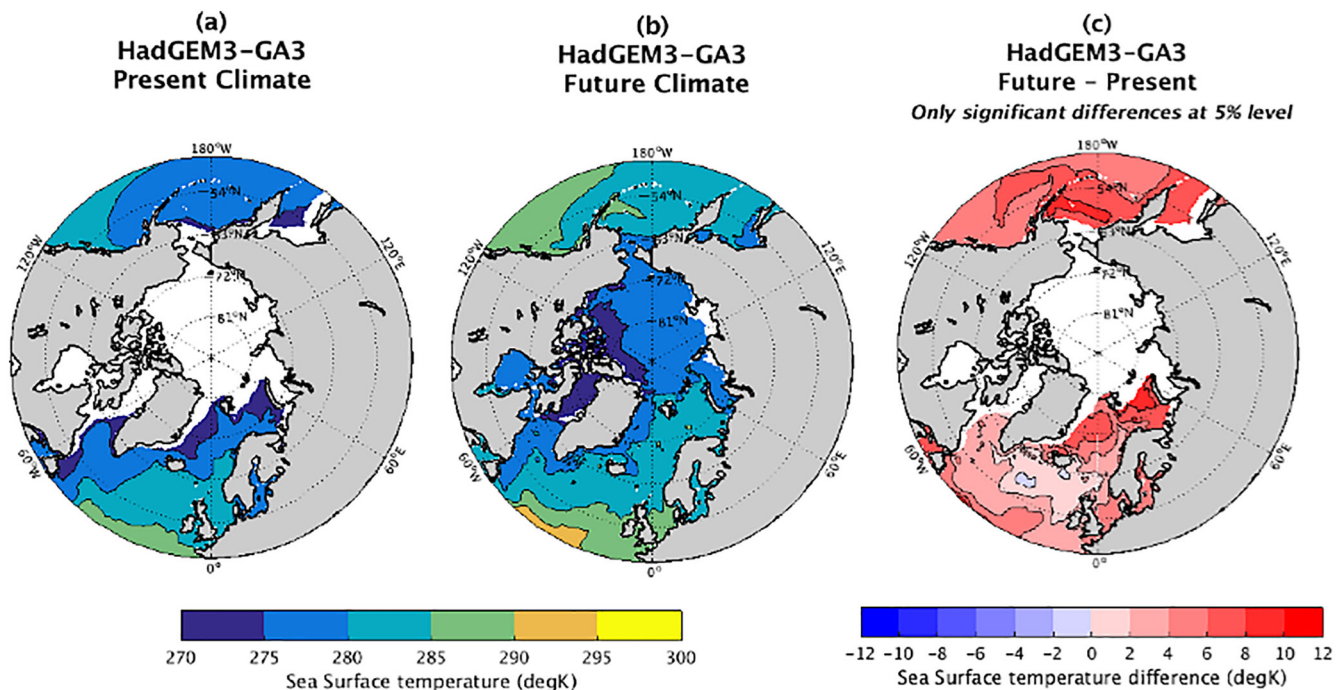 (a)
HadGEM3-GA3
Present Climate
180°W
54°N
63°N
72°N
81°N
120°W
120°E
60°W
60°E
0°
(b)
HadGEM3-GA3
Future Climate
180°W
54°N
63°N
72°N
81°N
120°W
120°E
60°W
60°E
0°
(c)
HadGEM3-GA3
Future - Present
Only significant differences at 5% level
180°W
54°N
63°N
72°N
81°N
120°W
120°E
60°W
60°E
0°
270 275 280 285 290 295 300
Sea Surface temperature (degK)
-12 -10 -8 -6 -4 -2 0 2 4 6 8 10 12
Sea Surface temperature difference (degK)